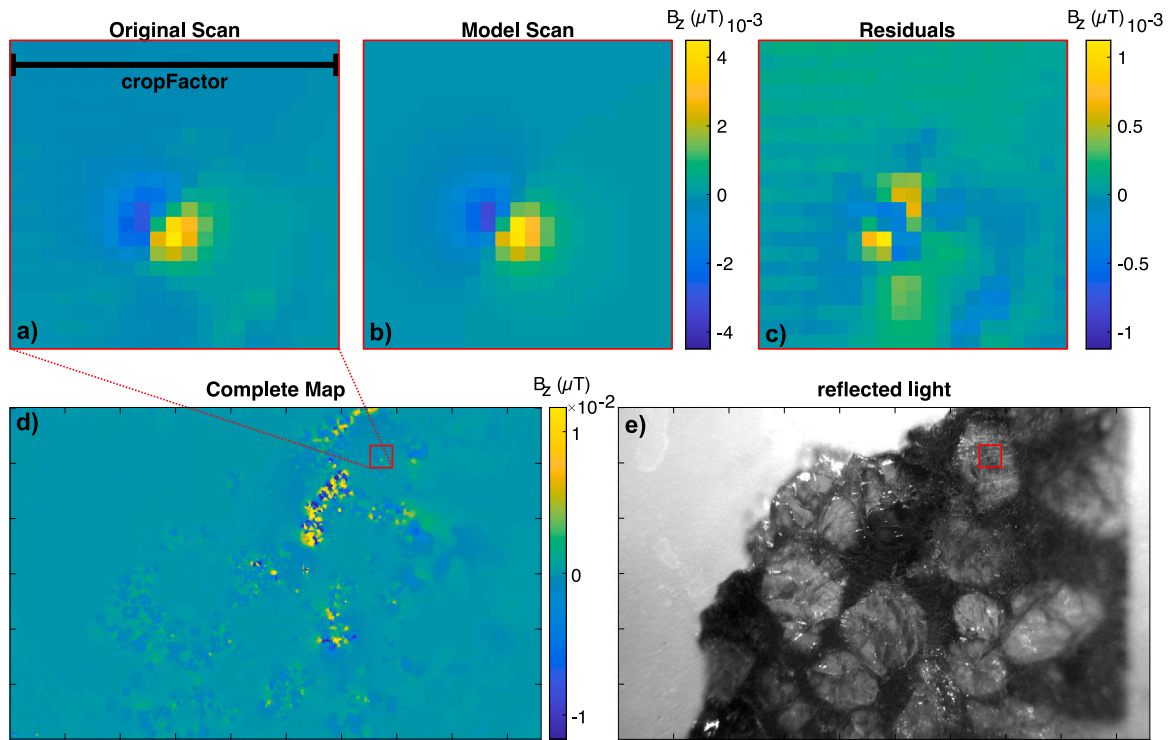 Original Scan
cropFactor
a)
Model Scan
b)
B_z (μT) 10^-3
4
2
0
-2
-4
Residuals
c)
B_z (μT) 10^-3
1
0.5
0
-0.5
-1
Complete Map
d)
B_z (μT)
×10^-2
1
0
-1
reflected light
e)